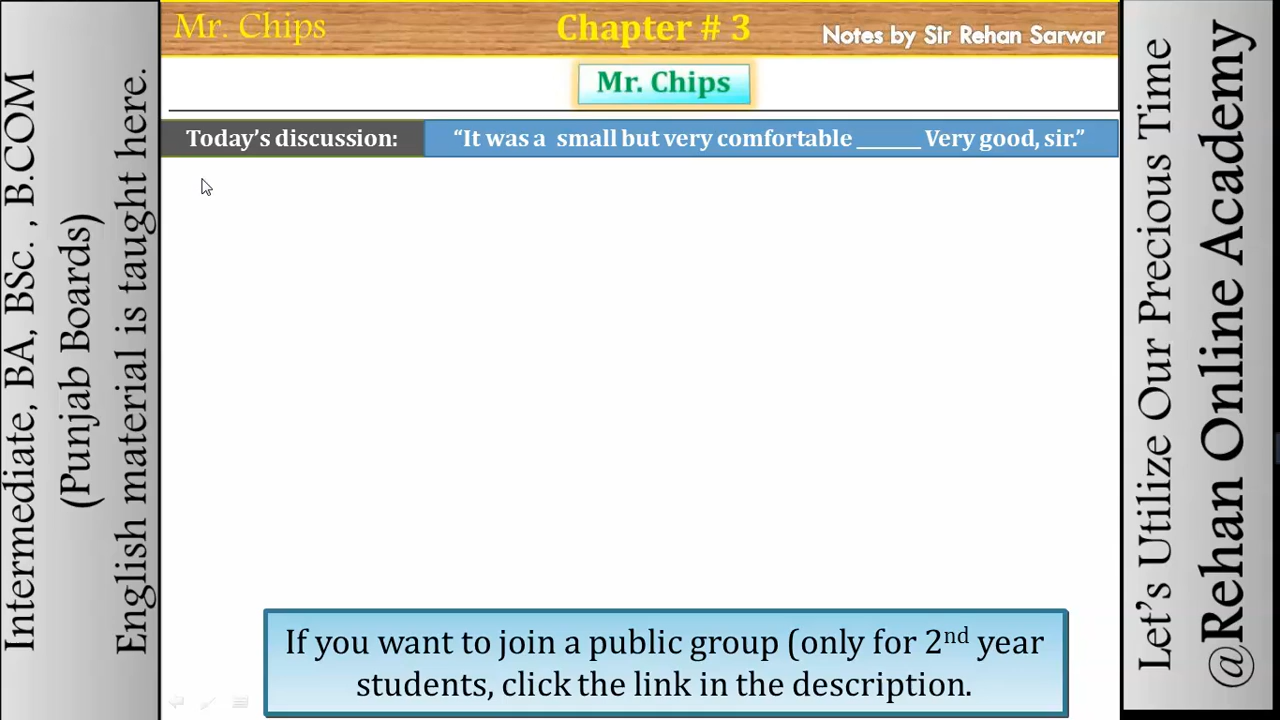 Mr. Chips
Chapter # 3
Notes by Sir Rehan Sarwar
Mr. Chips
Today's discussion:
“It was a small but very comfortable ______ Very good, sir.”
If you want to join a public group (only for 2nd year
students, click the link in the description.
Intermediate, BA, BSc. , B.COM
(Punjab Boards)
English material is taught here.
Let's Utilize Our Precious Time
@Rehan Online Academy